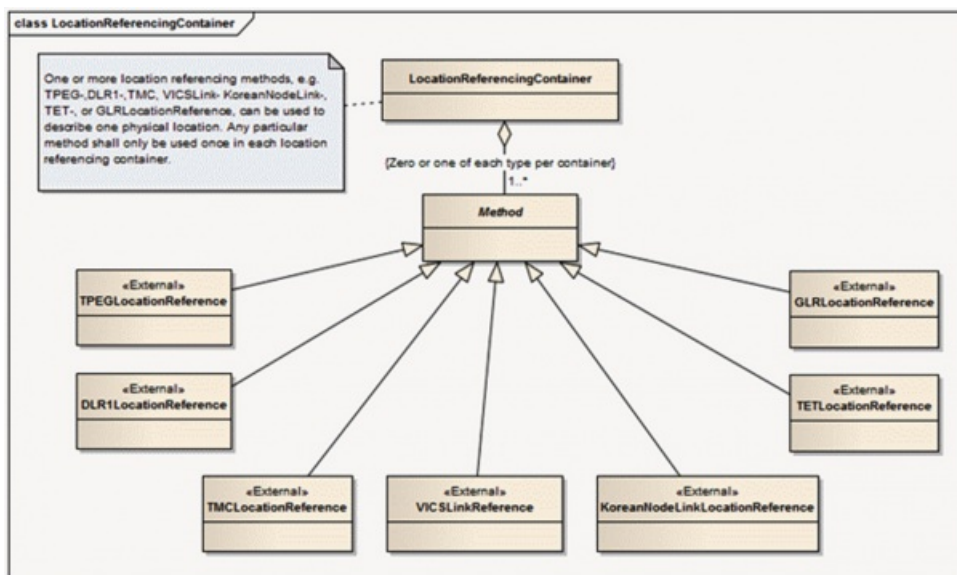 class LocationReferencingContainer
One or more location referencing methods, e.g.
TPEG-,DLR1-,TMC, VICSLink- KoreanNodeLink-,
TET-, or GLRLocationReference, can be used to
describe one physical location. Any particular
method shall only be used once in each location
referencing container.
LocationReferencingContainer
{Zero or one of each type per container}
1..*
Method
«External»
TPEGLocationReference
«External»
GLRLocationReference
«External»
DLR1LocationReference
«External»
TETLocationReference
«External»
TMCLocationReference
«External»
VICSLinkReference
«External»
KoreanNodeLinkLocationReference